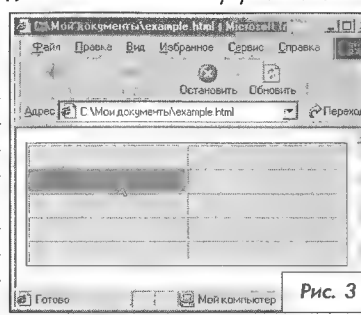 C:\Мои документы\example.html
Файл Правка Вид Избранное Сервис Справка
Остановить Обновить
Адрес C:\Мои документы\example.html Переход
Готово Мой компьютер
Рис. 3